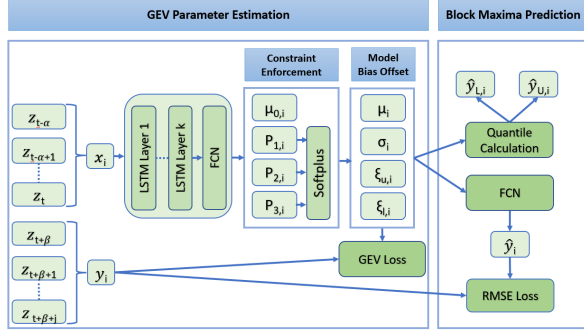 GEV Parameter Estimation
Block Maxima Prediction
Constraint
Enforcement
Model
Bias Offset
z_{t-α}
z_{t-α+1}
z_t
x_i
LSTM Layer 1
LSTM Layer k
FCN
μ_{0,i}
P_{1,i}
P_{2,i}
P_{3,i}
Softplus
μ_i
σ_i
ξ_{u,i}
ξ_{l,i}
ŷ_{L,i}
ŷ_{U,i}
Quantile
Calculation
FCN
ŷ_i
RMSE Loss
GEV Loss
z_{t+β}
z_{t+β+1}
z_{t+β+j}
y_i